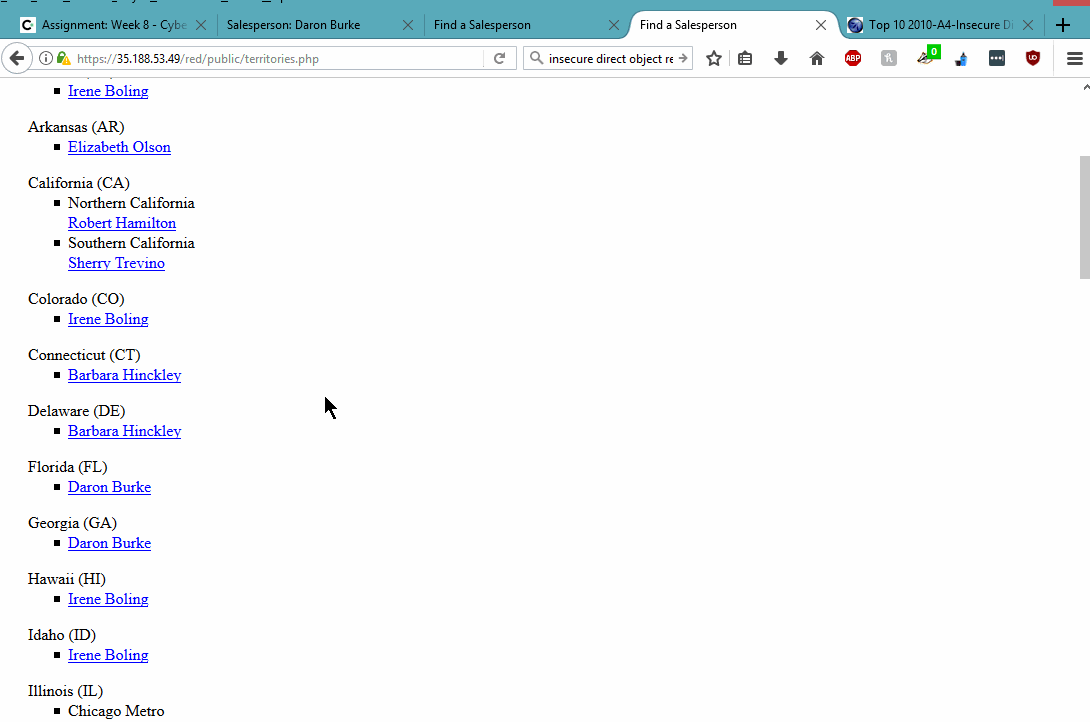 Assignment: Week 8 - Cybe
Salesperson: Daron Burke
Find a Salesperson
Find a Salesperson
Top 10 2010-A4-Insecure Di
https://35.188.53.49/red/public/territories.php
insecure direct object re
ABP
0
Irene Boling
Arkansas (AR)
Elizabeth Olson
California (CA)
Northern California
Robert Hamilton
Southern California
Sherry Trevino
Colorado (CO)
Irene Boling
Connecticut (CT)
Barbara Hinckley
Delaware (DE)
Barbara Hinckley
Florida (FL)
Daron Burke
Georgia (GA)
Daron Burke
Hawaii (HI)
Irene Boling
Idaho (ID)
Irene Boling
Illinois (IL)
Chicago Metro